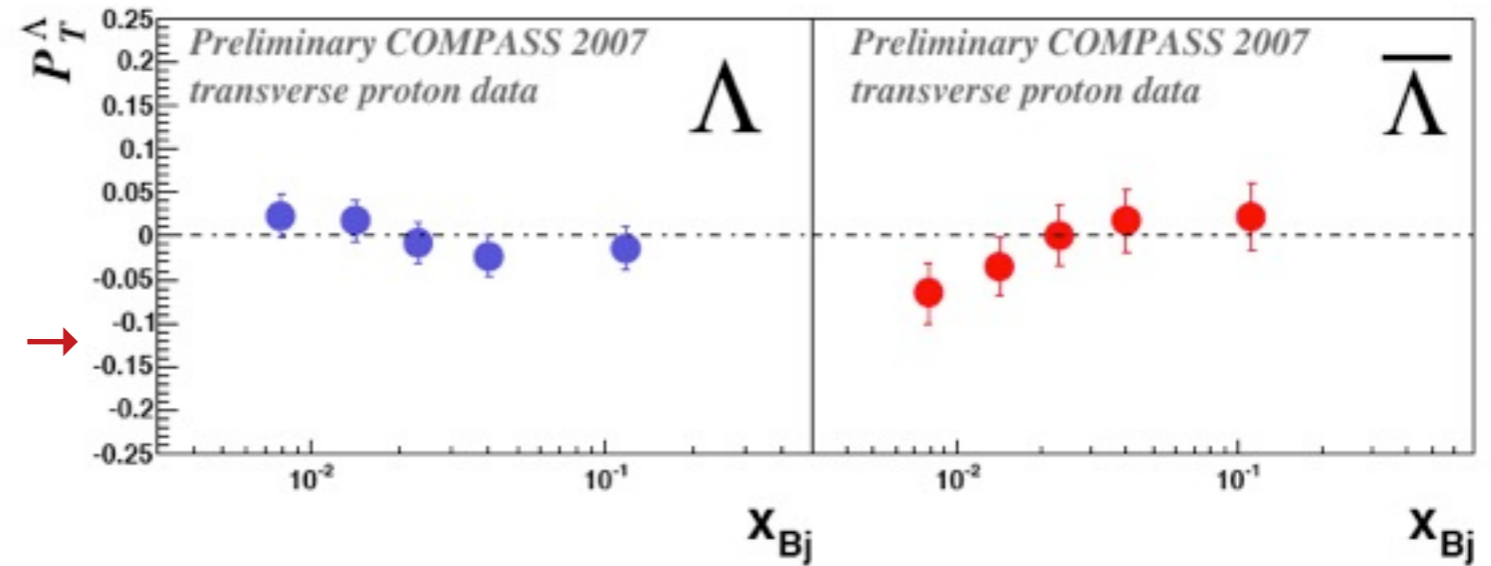 P_T^Λ
0.25
0.2
0.15
0.1
0.05
0
-0.05
-0.1
-0.15
-0.2
-0.25
Preliminary COMPASS 2007
transverse proton data
Λ
10⁻²
10⁻¹
x_Bj
Preliminary COMPASS 2007
transverse proton data
Λ̅
10⁻²
10⁻¹
x_Bj